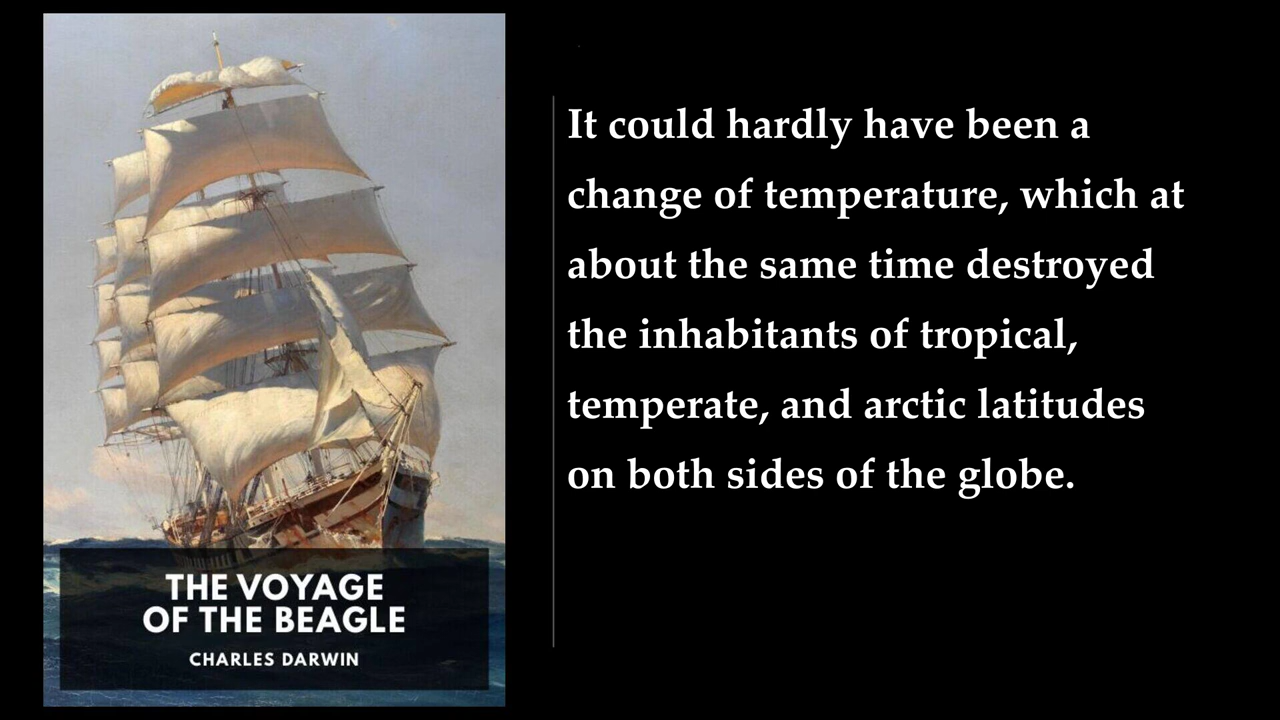 THE VOYAGE
OF THE BEAGLE
CHARLES DARWIN
It could hardly have been a
change of temperature, which at
about the same time destroyed
the inhabitants of tropical,
temperate, and arctic latitudes
on both sides of the globe.